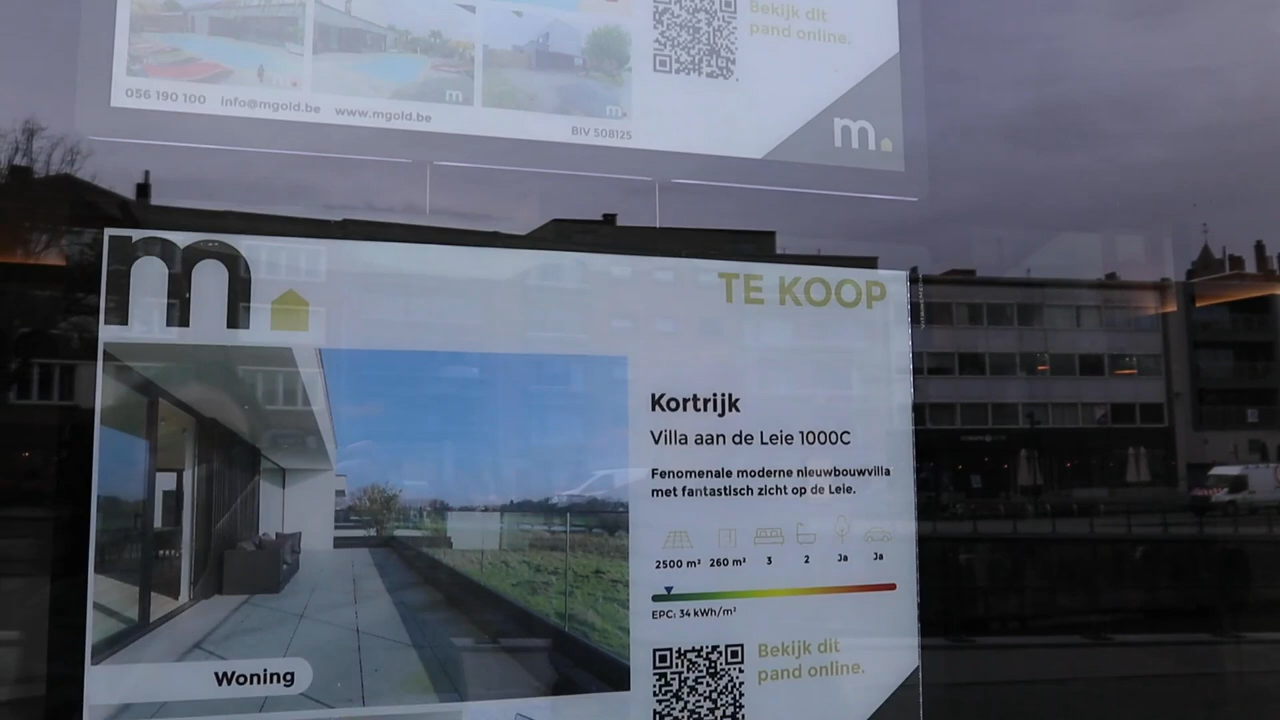 Bekijk dit
pand online.
m
m.
056 190 100 info@mgold.be www.mgold.be
BIV 508125
m.
m
TE KOOP
Kortrijk
Villa aan de Leie 1000C
Fenomenale moderne nieuwbouwvilla
met fantastisch zicht op de Leie.
2500 m² 260 m² 3 2 Ja Ja
EPC: 34 kWh/m²
Bekijk dit
pand online.
Woning